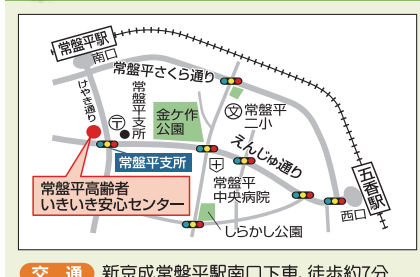 常盤平駅
南口
常盤平さくら通り
けやき通り
常盤平支所
〒
金ケ作
公園
文
常盤平
二小
えんじゅ通り
常盤平支所
常盤平
中央病院
五香駅
西口
常盤平高齢者
いきいき安心センター
しらかし公園
交 通 新京成常盤平駅南口下車、徒歩約7分